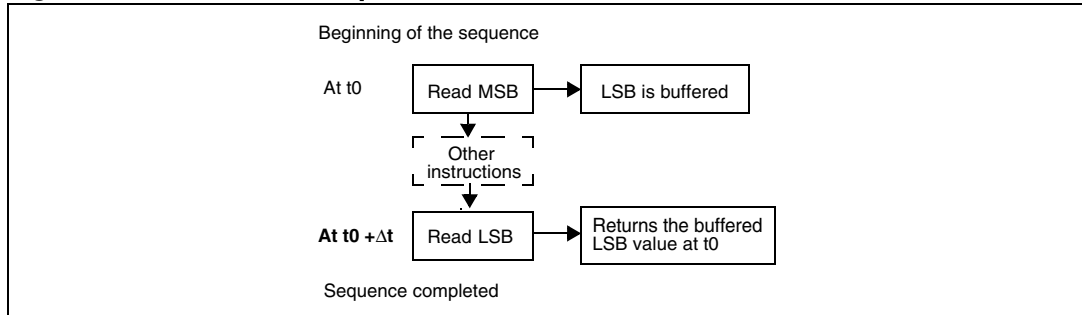 Beginning of the sequence
At t0
Read MSB
LSB is buffered
Other
instructions
At t0 +Δt
Read LSB
Returns the buffered
LSB value at t0
Sequence completed